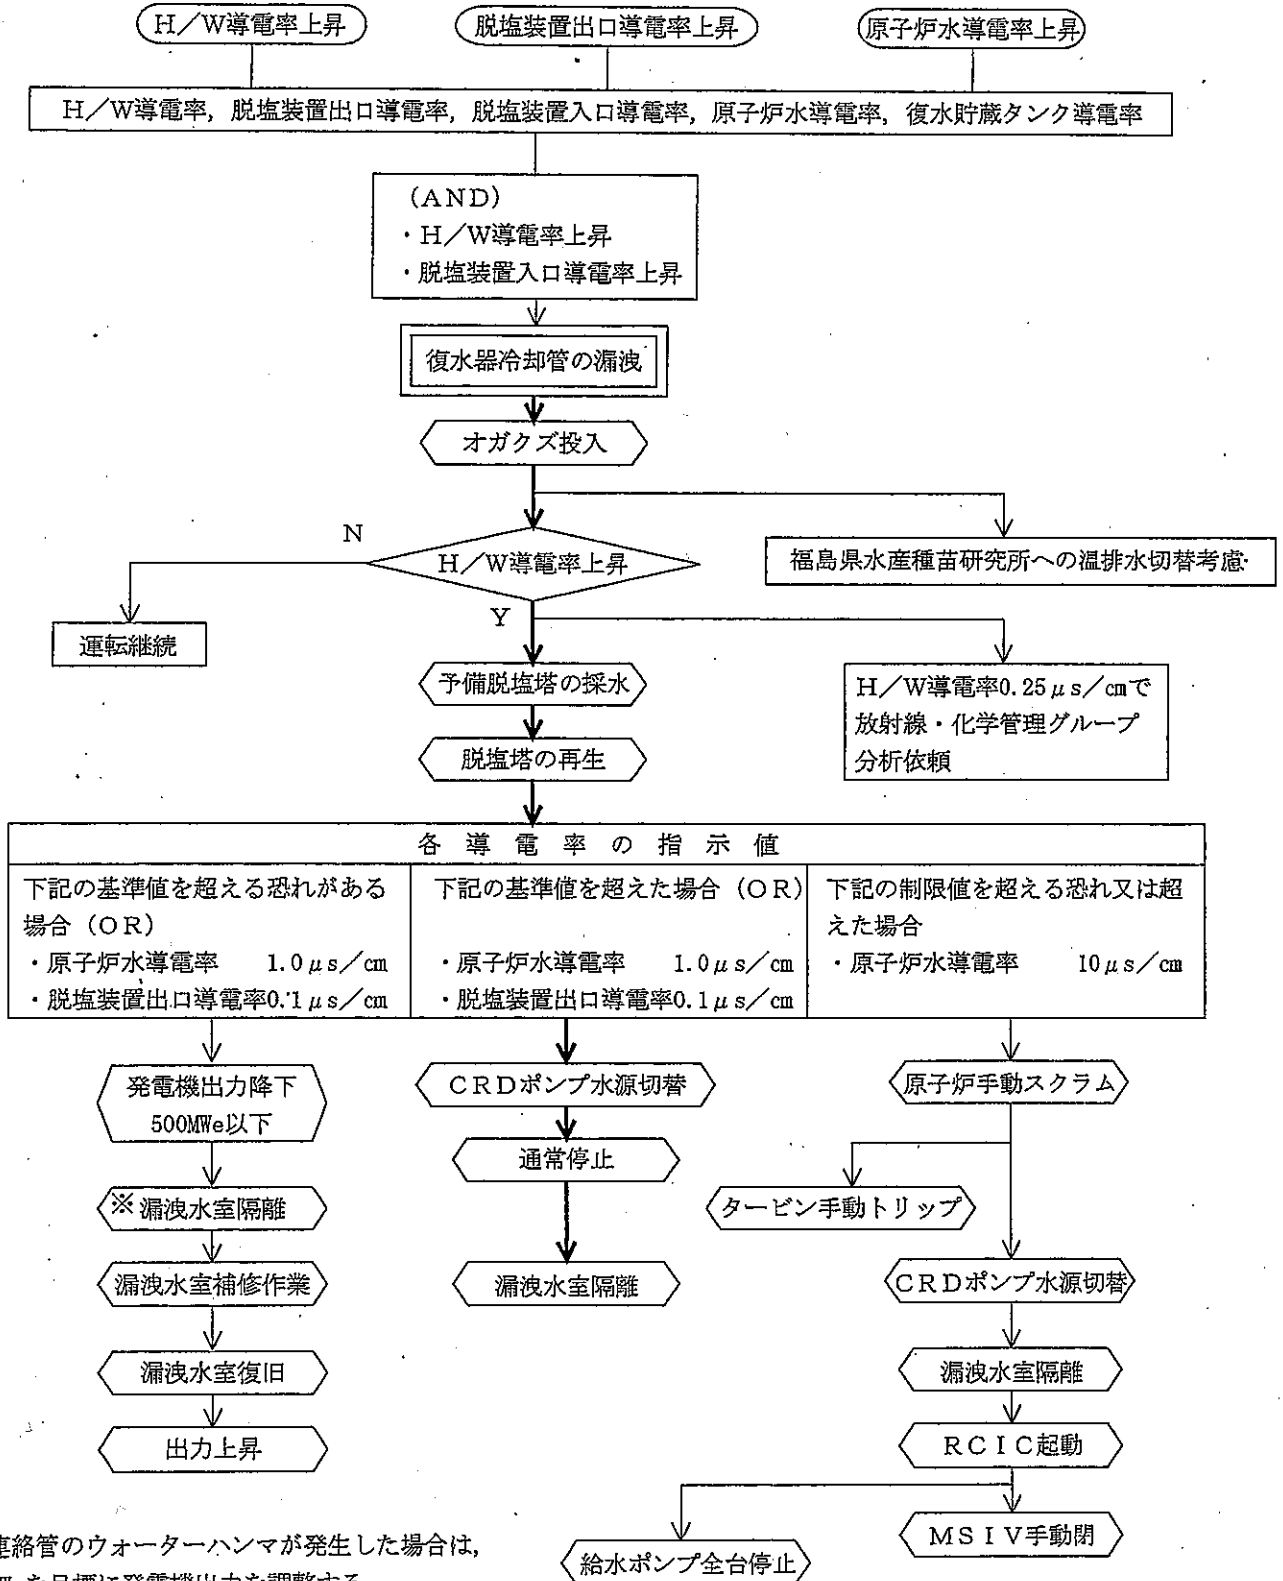 H／W導電率上昇
脱塩装置出口導電率上昇
原子炉水導電率上昇
H／W導電率，脱塩装置出口導電率，脱塩装置入口導電率，原子炉水導電率，復水貯蔵タンク導電率
（AND）
・H／W導電率上昇
・脱塩装置入口導電率上昇
復水器冷却管の漏洩
オガクズ投入
N
H／W導電率上昇
福島県水産種苗研究所への温排水切替考慮
Y
運転継続
予備脱塩塔の採水
H／W導電率0.25μs／cmで
放射線・化学管理グループ
分析依頼
脱塩塔の再生
各導電率の指示値
下記の基準値を超える恐れがある
場合（OR）
・原子炉水導電率 1.0μs／cm
・脱塩装置出口導電率0.1μs／cm
下記の基準値を超えた場合（OR）
・原子炉水導電率 1.0μs／cm
・脱塩装置出口導電率0.1μs／cm
下記の制限値を超える恐れ又は超
えた場合
・原子炉水導電率 10μs／cm
発電機出力降下
500MWe以下
※漏洩水室隔離
漏洩水室補修作業
漏洩水室復旧
出力上昇
CRDポンプ水源切替
通常停止
漏洩水室隔離
原子炉手動スクラム
タービン手動トリップ
CRDポンプ水源切替
漏洩水室隔離
RCIC起動
MSIV手動閉
給水ポンプ全台停止
連絡管のウォーターハンマが発生した場合は，
を目標に発電機出力を調整する